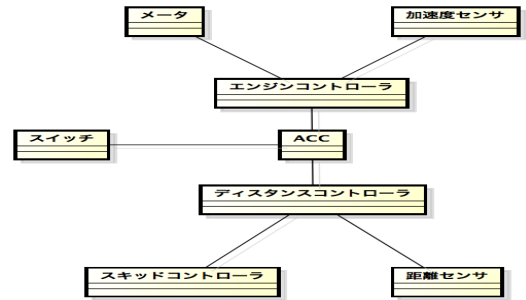 メータ
加速度センサ
エンジンコントローラ
スイッチ
ACC
ディスタンスコントローラ
スキッドコントローラ
距離センサ